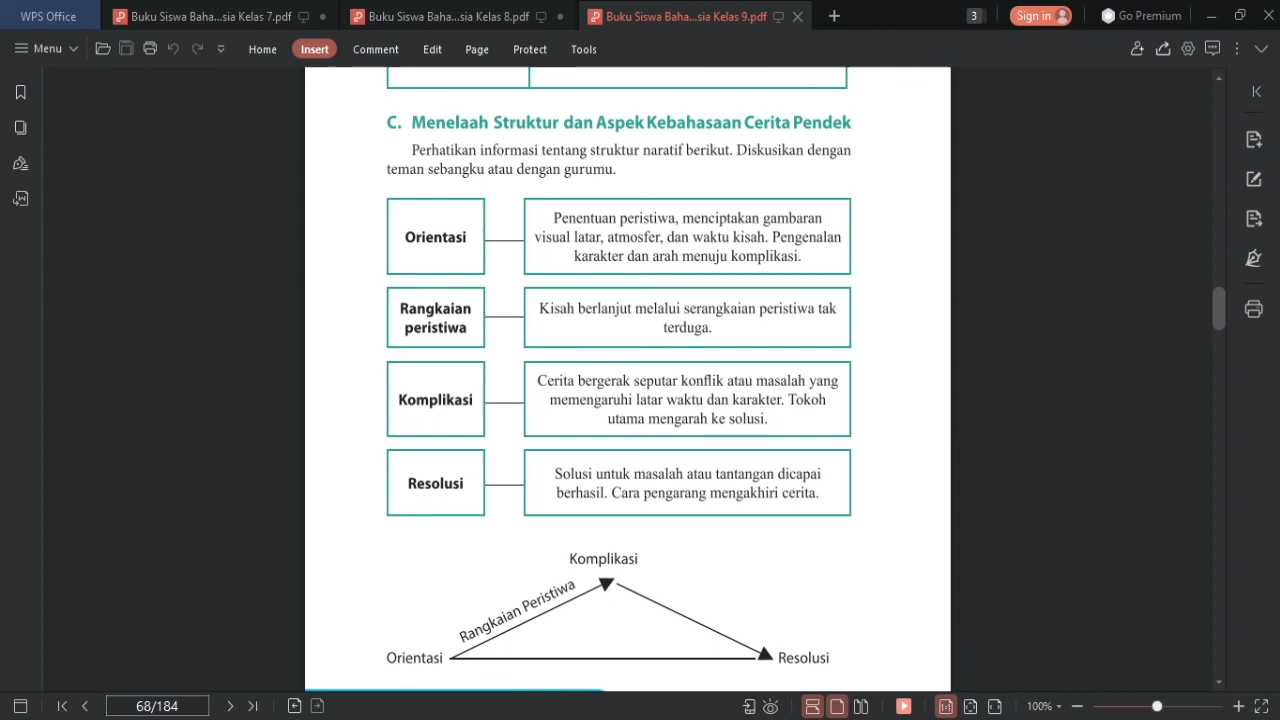 WPS Office
Buku Siswa Baha...sia Kelas 7.pdf
Buku Siswa Baha...sia Kelas 8.pdf
Buku Siswa Baha...sia Kelas 9.pdf
3
Sign in
Go Premium
Menu
Home
Insert
Comment
Edit
Page
Protect
Tools
C. Menelaah Struktur dan Aspek Kebahasaan Cerita Pendek
Perhatikan informasi tentang struktur naratif berikut. Diskusikan dengan
teman sebangku atau dengan gurumu.
Orientasi
Penentuan peristiwa, menciptakan gambaran
visual latar, atmosfer, dan waktu kisah. Pengenalan
karakter dan arah menuju komplikasi.
Rangkaian
peristiwa
Kisah berlanjut melalui serangkaian peristiwa tak
terduga.
Komplikasi
Cerita bergerak seputar konflik atau masalah yang
memengaruhi latar waktu dan karakter. Tokoh
utama mengarah ke solusi.
Resolusi
Solusi untuk masalah atau tantangan dicapai
berhasil. Cara pengarang mengakhiri cerita.
Komplikasi
Rangkaian Peristiwa
Orientasi
Resolusi
68/184
100%